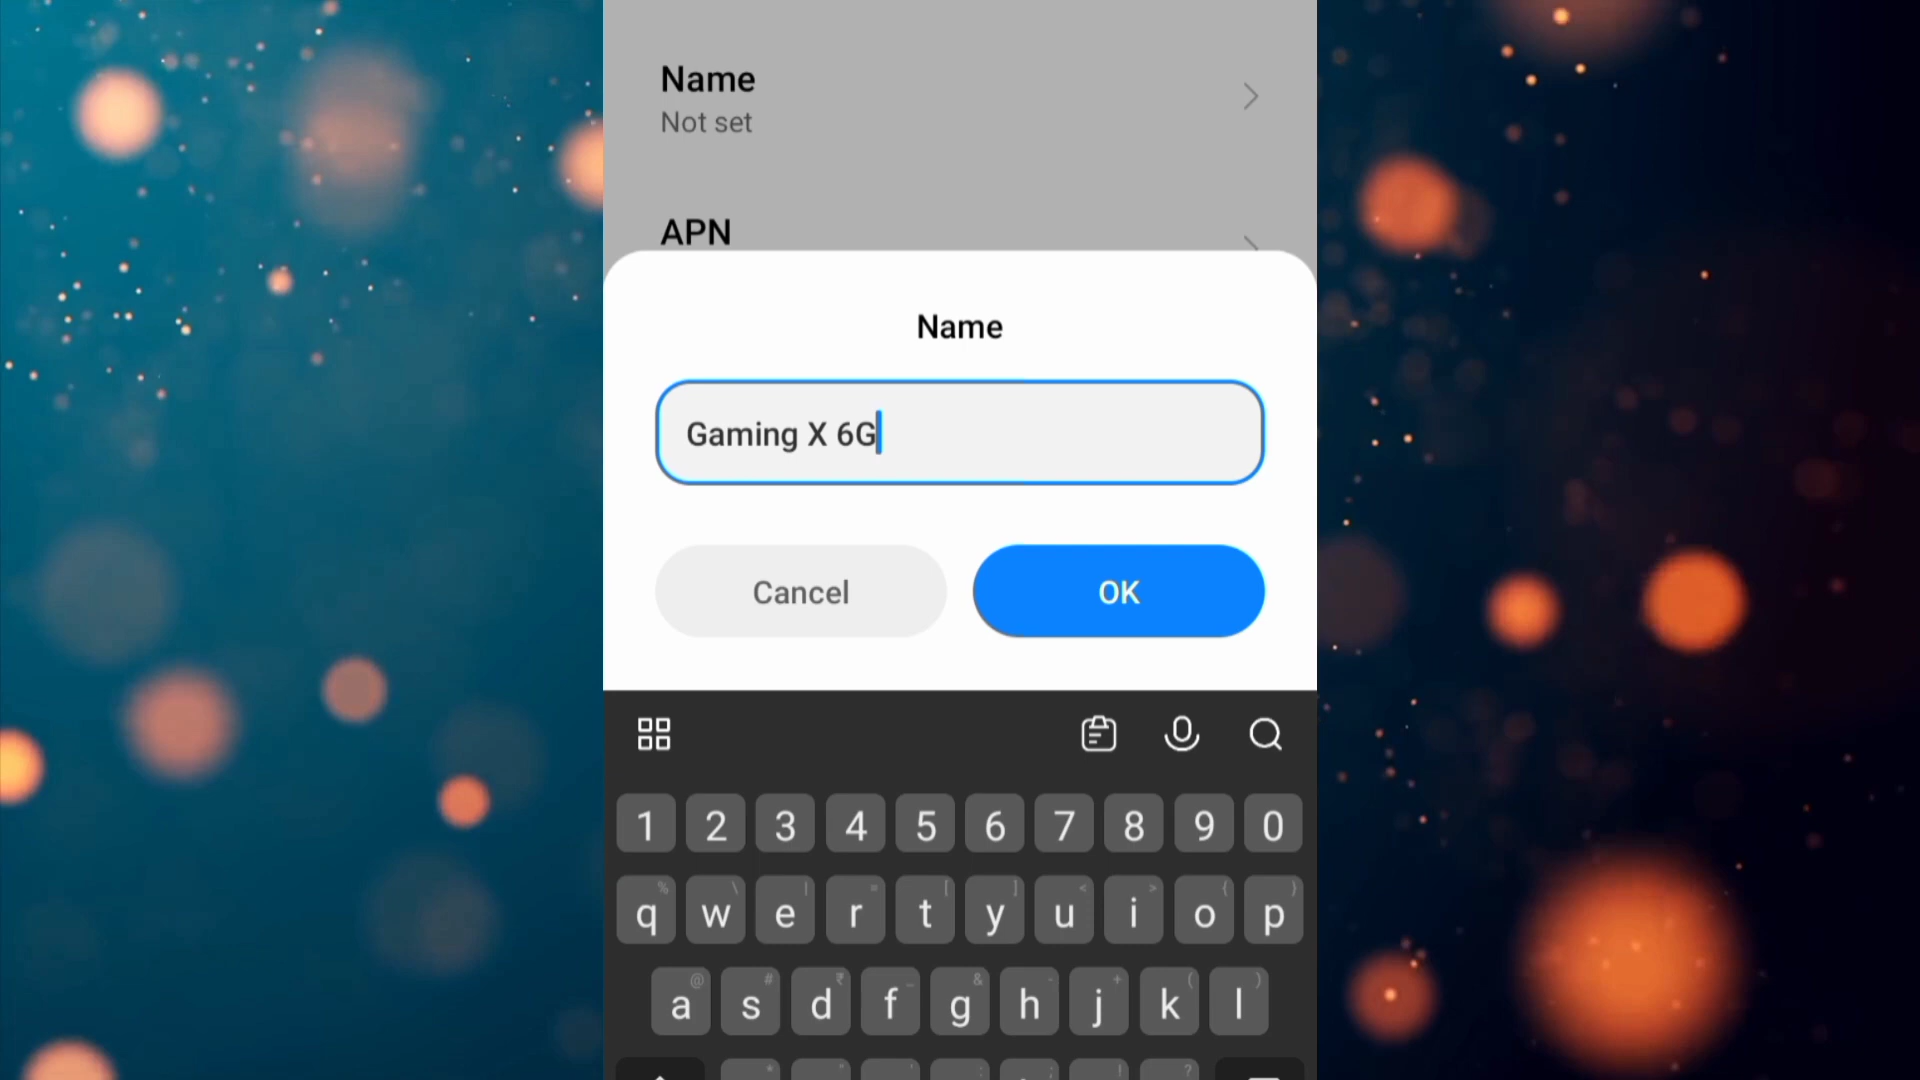 Name
Not set
APN
Name
Gaming X 6G
Cancel
OK
1 2 3 4 5 6 7 8 9 0
% \ | = [ ] < > { }
q w e r t y u i o p
@ # ₹ _ & - + ( )
a s d f g h j k l
* " ' : ; ! ?